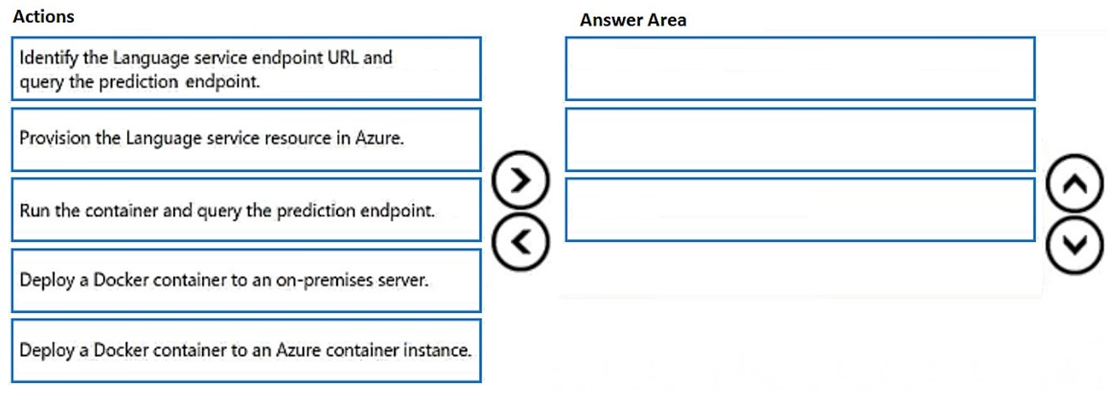 Actions
Answer Area
Identify the Language service endpoint URL and
query the prediction endpoint.
Provision the Language service resource in Azure.
Run the container and query the prediction endpoint.
Deploy a Docker container to an on-premises server.
Deploy a Docker container to an Azure container instance.